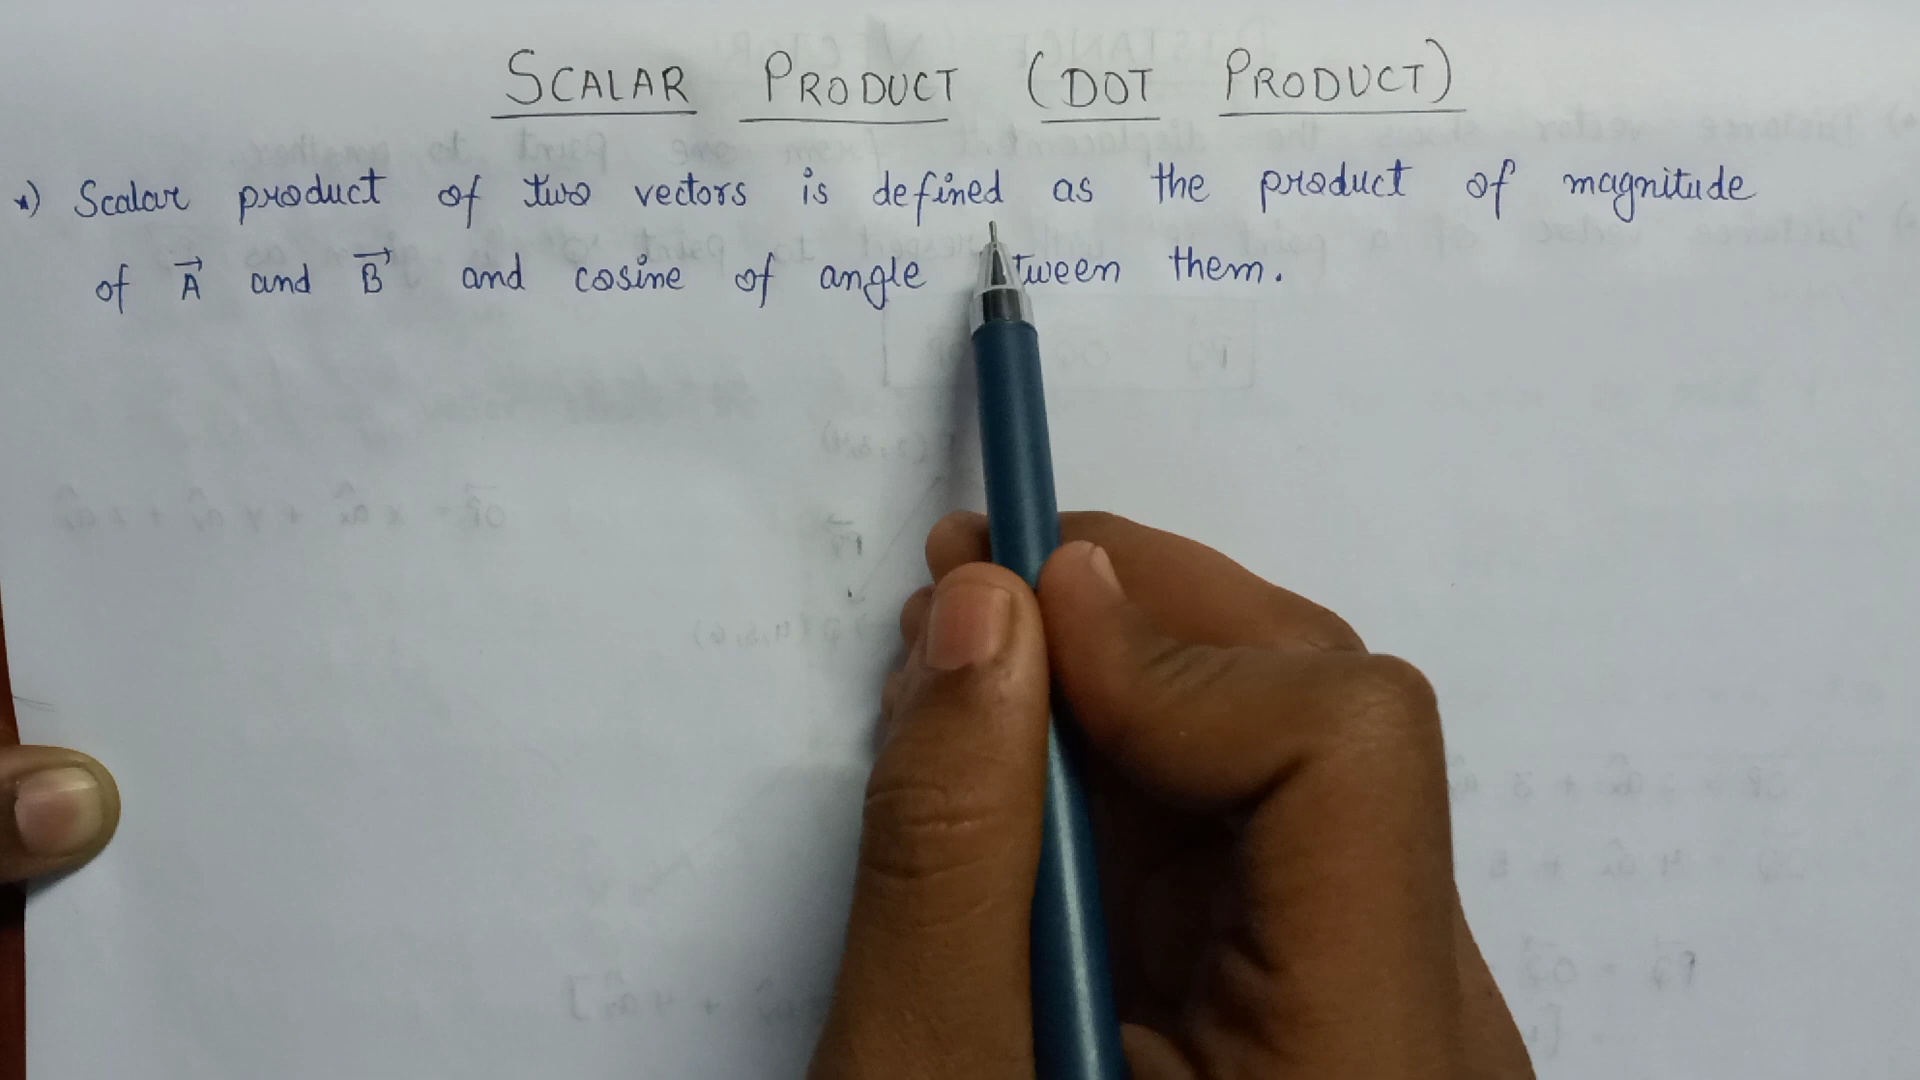 SCALAR PRODUCT (DOT PRODUCT)
*) Scalar product of two vectors is defined as the product of magnitude
of A⃗ and B⃗ and cosine of angle tween them.